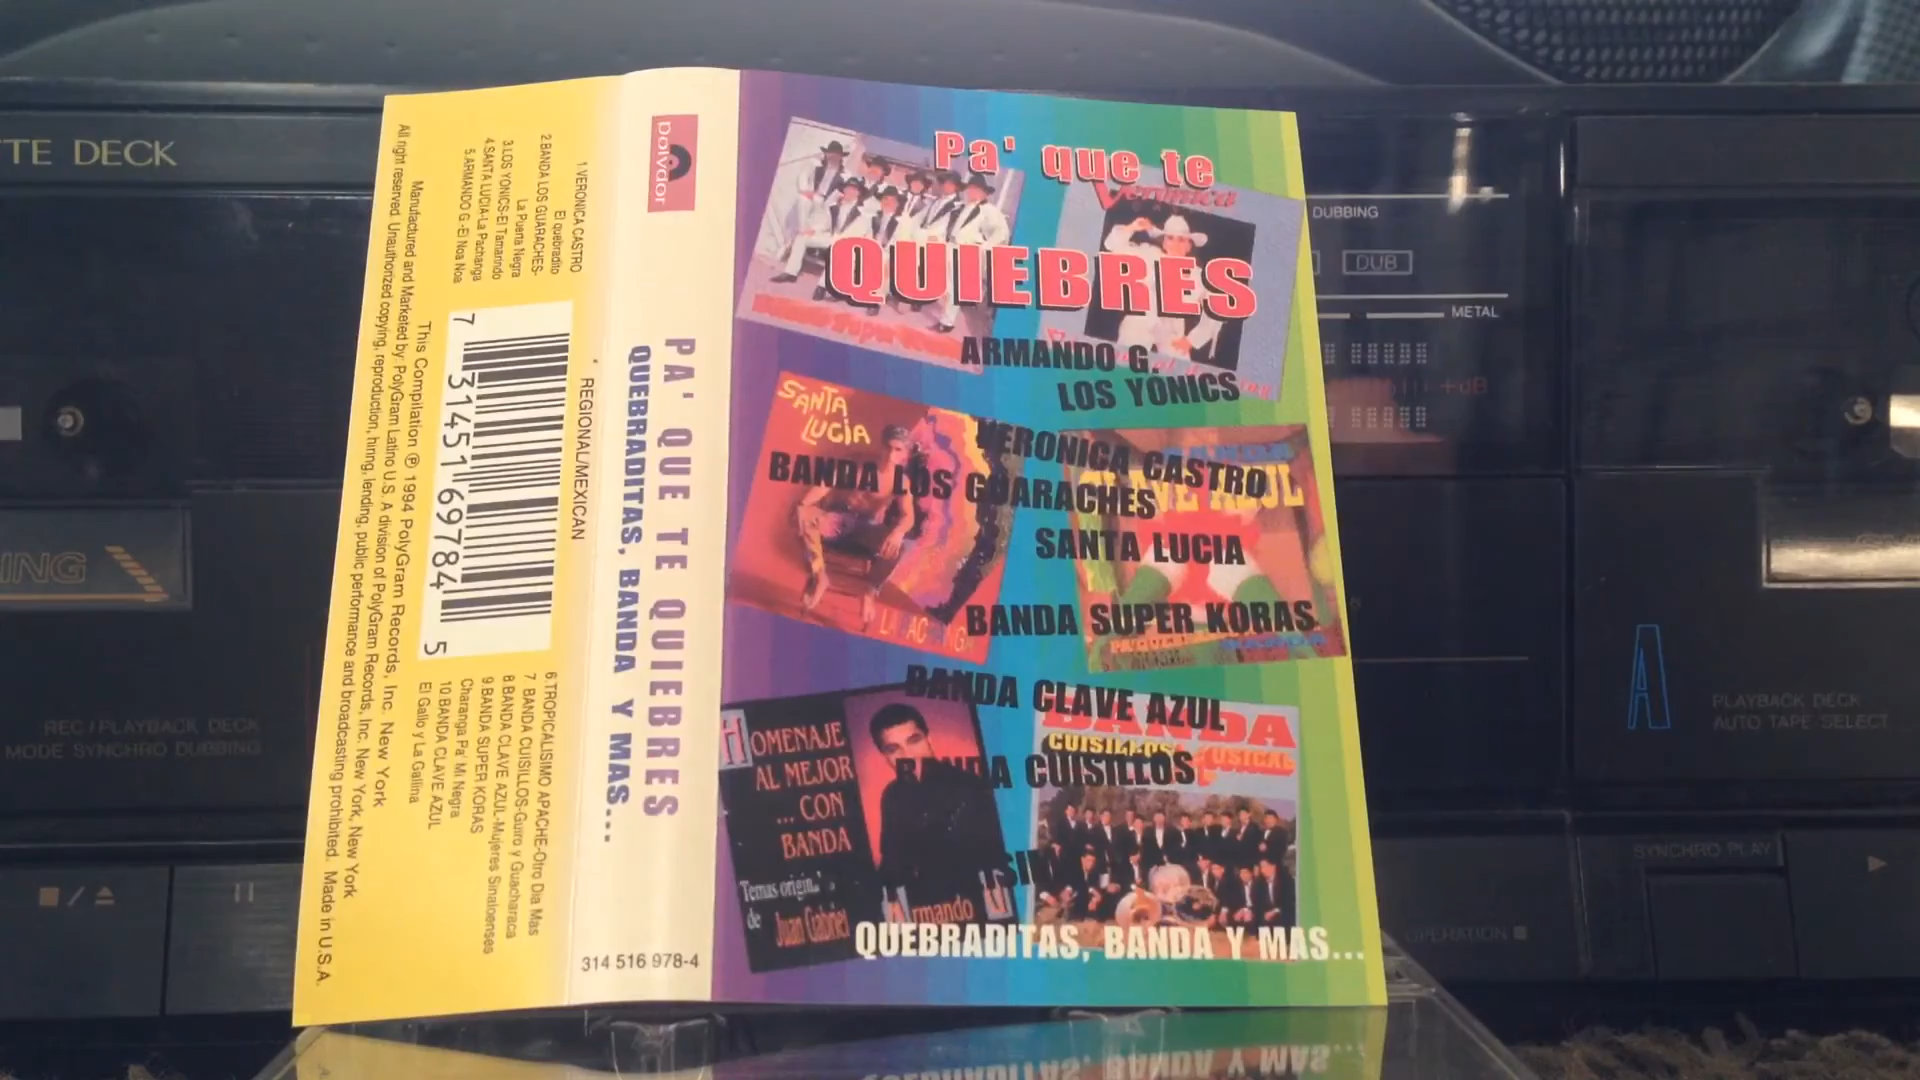 TE DECK
All right reserved. Unauthorized copying, reproduction, hiring, lending, public performance and broadcasting prohibited. Made in U.S.A.
Manufactured and Marketed by: PolyGram Latino U.S. A division of PolyGram Records, Inc. New York, New York
This Compilation ℗ 1994 PolyGram Records, Inc. New York
1 VERONICA CASTRO
El quebradito
2.BANDA LOS GUARACHES-
La Puerta Negra
3.LOS YONICS-El Tamarindo
4.SANTA LUCIA-La Pachanga
5.ARMANDO G.-El Noa Noa
6.TROPICALISIMO APACHE-Otro Dia Mas
7 BANDA CUISILLOS-Guiro y Guacharaca
8.BANDA CLAVE AZUL-Mujeres Sinaloenses
9.BANDA SUPER KORAS
Charanga Pa' Mi Negra
10.BANDA CLAVE AZUL
El Gallo y La Gallina
7 31451 69784 5
REGIONAL/MEXICAN
polydor
PA' QUE TE QUIEBRES
QUEBRADITAS, BANDA Y MAS...
314 516 978-4
Pa' que te
QUIEBRES
Veronica
ARMANDO G.
LOS YONICS
SANTA
LUCIA
VERONICA CASTRO
BANDA LOS GUARACHES
SANTA LUCIA
AZUL
BANDA SUPER KORAS
BANDA CLAVE AZUL
BANDA
CUISILLOS
MUSICAL
BANDA CUISILLOS
HOMENAJE
AL MEJOR
... CON
BANDA
de
Juan Gabriel
Armando G
QUEBRADITAS, BANDA Y MAS...
DUBBING
DUB
METAL
+dB
REC/PLAYBACK DECK
MODE SYNCHRO DUBBING
A
PLAYBACK DECK
AUTO TAPE SELECT
SYNCHRO PLAY
OPERATION